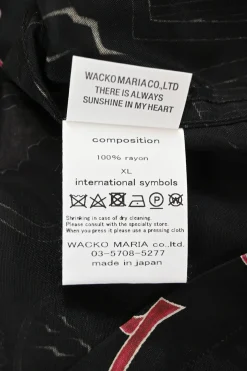 WACKO MARIA CO.,LTD
THERE IS ALWAYS
SUNSHINE IN MY HEART
composition
100% rayon
XL
international symbols
Shrinking in case of dry cleaning.
Please consult with the specialty store.
When you press it please use a pressing cloth
WACKO MARIA co.,ltd.
03-5708-5277
made in japan